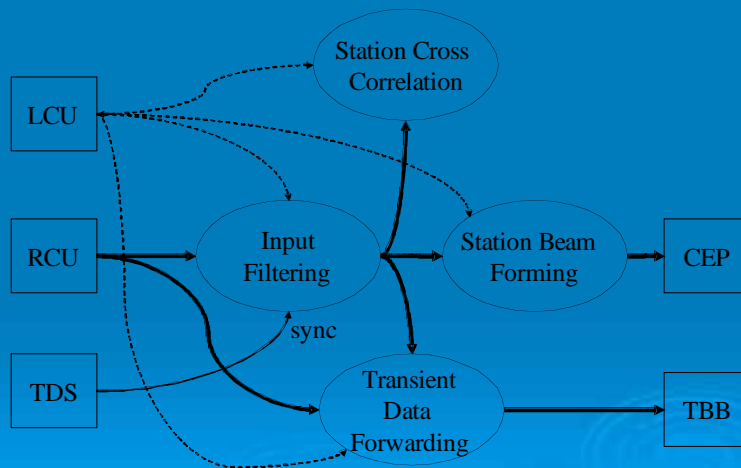 Station Cross
Correlation
LCU
RCU
Input
Filtering
Station Beam
Forming
CEP
sync
TDS
Transient
Data
Forwarding
TBB